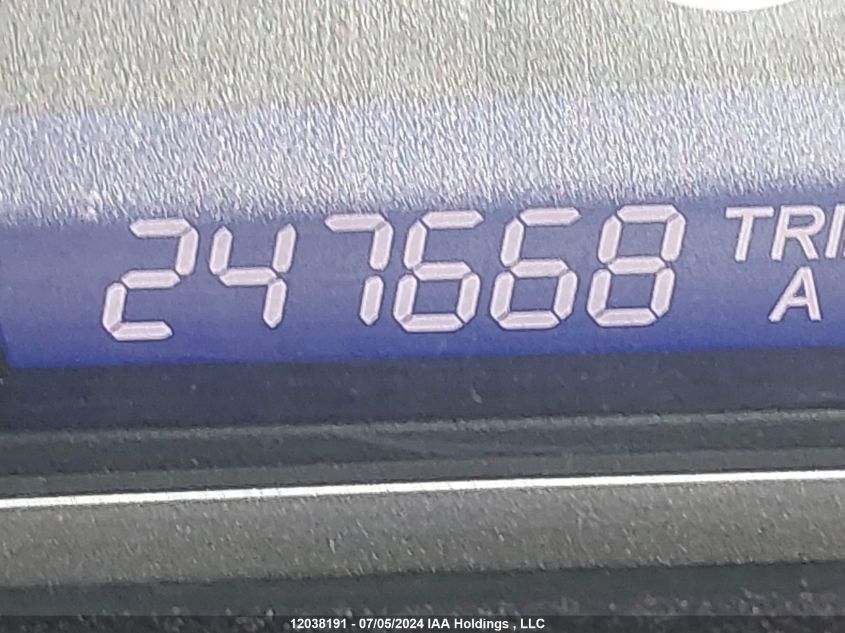 247668 TRI
A
12038191 - 07/05/2024 IAA Holdings , LLC